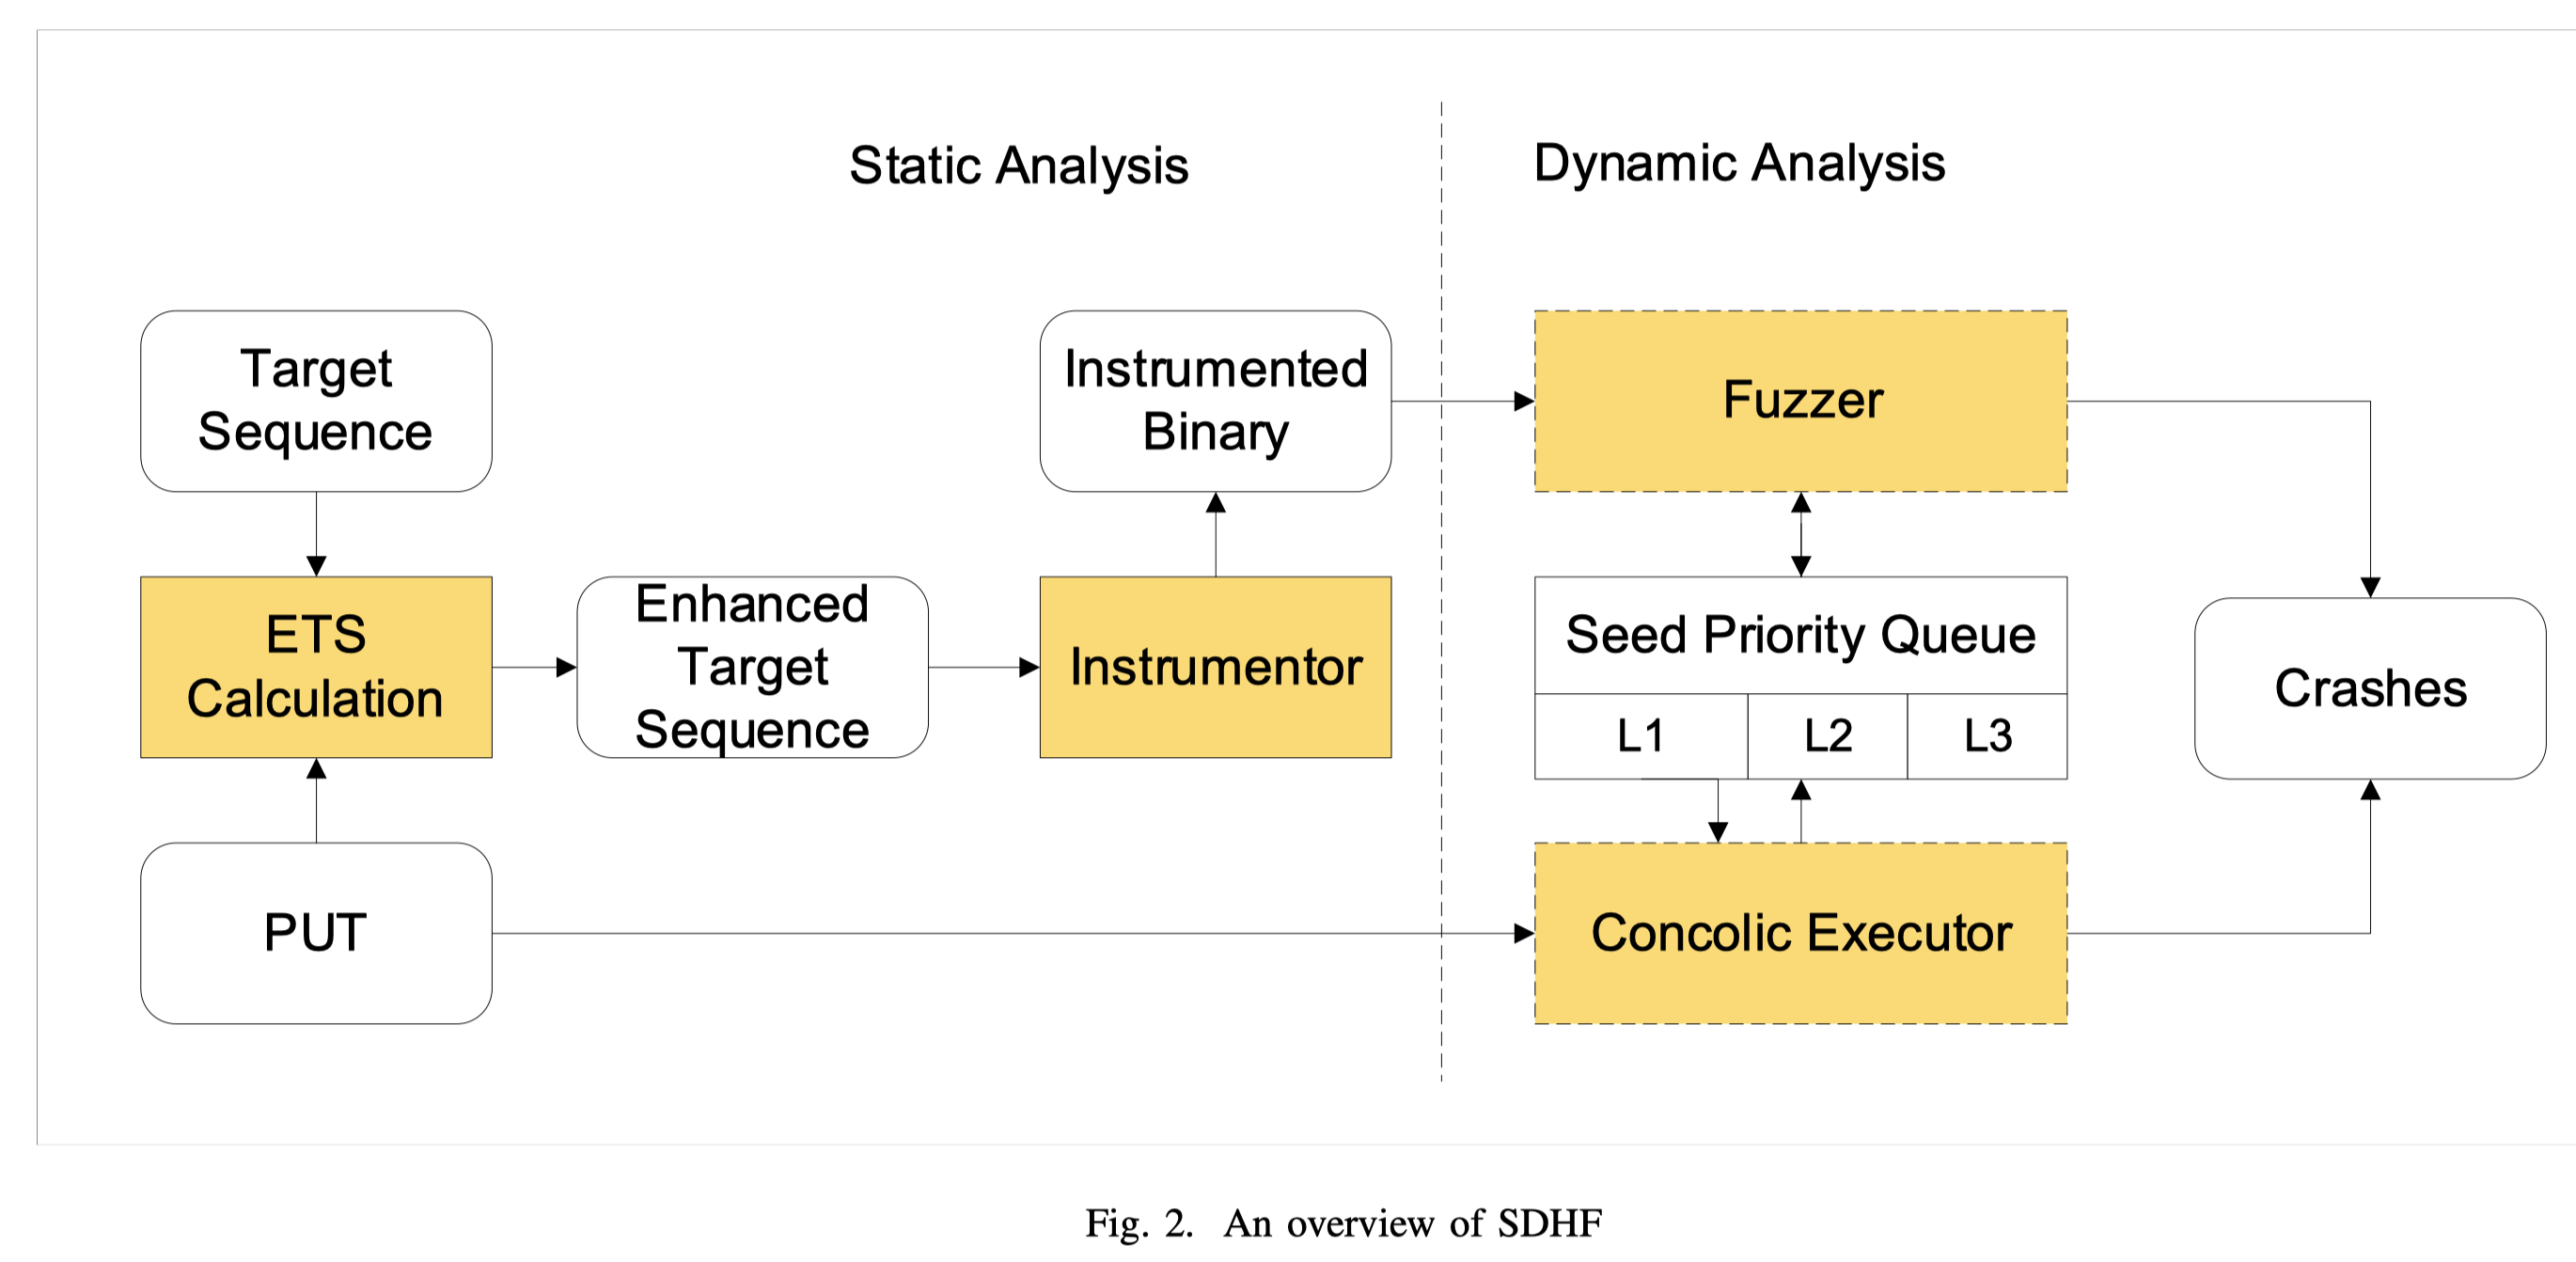 Static Analysis
Dynamic Analysis
Target
Sequence
Instrumented
Binary
Fuzzer
ETS
Calculation
Enhanced
Target
Sequence
Instrumentor
Seed Priority Queue
L1
L2
L3
Crashes
PUT
Concolic Executor
Fig. 2. An overview of SDHF